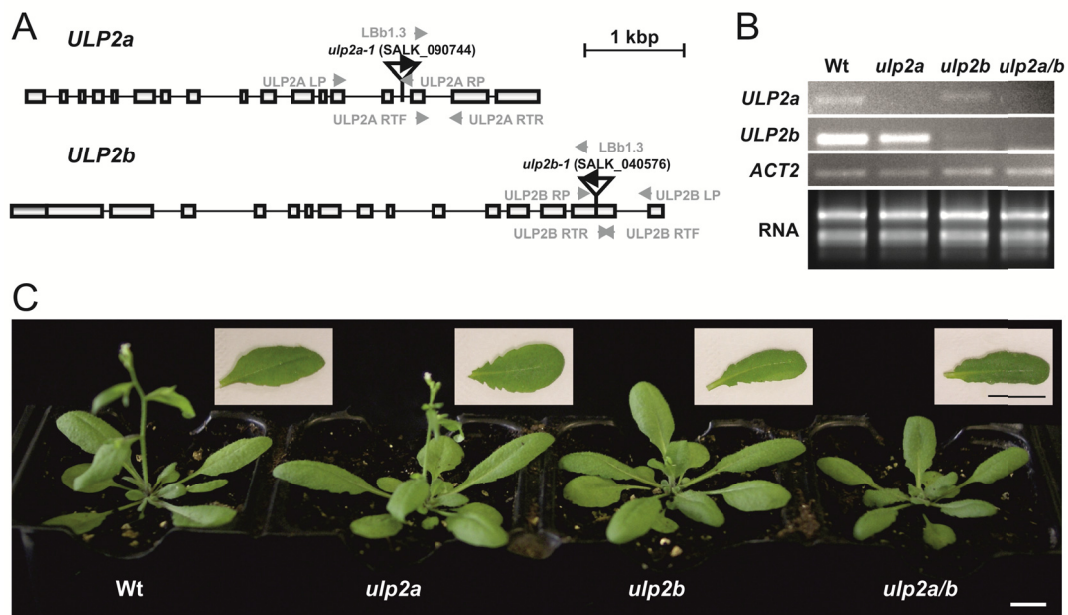 A
ULP2a
LBb1.3
ulp2a-1 (SALK_090744)
1 kbp
ULP2A LP
ULP2A RP
ULP2A RTF
ULP2A RTR
ULP2b
LBb1.3
ulp2b-1 (SALK_040576)
ULP2B RP
ULP2B LP
ULP2B RTR
ULP2B RTF
B
Wt ulp2a ulp2b ulp2a/b
ULP2a
ULP2b
ACT2
RNA
C
Wt ulp2a ulp2b ulp2a/b